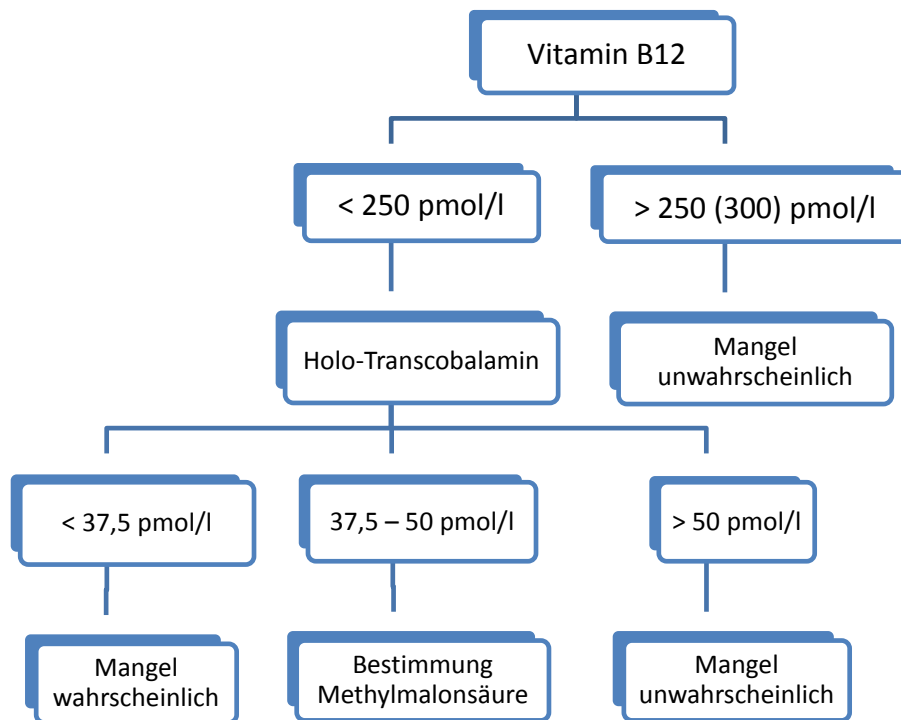 Vitamin B12
< 250 pmol/l
> 250 (300) pmol/l
Holo-Transcobalamin
Mangel
unwahrscheinlich
< 37,5 pmol/l
37,5 – 50 pmol/l
> 50 pmol/l
Mangel
wahrscheinlich
Bestimmung
Methylmalonsäure
Mangel
unwahrscheinlich